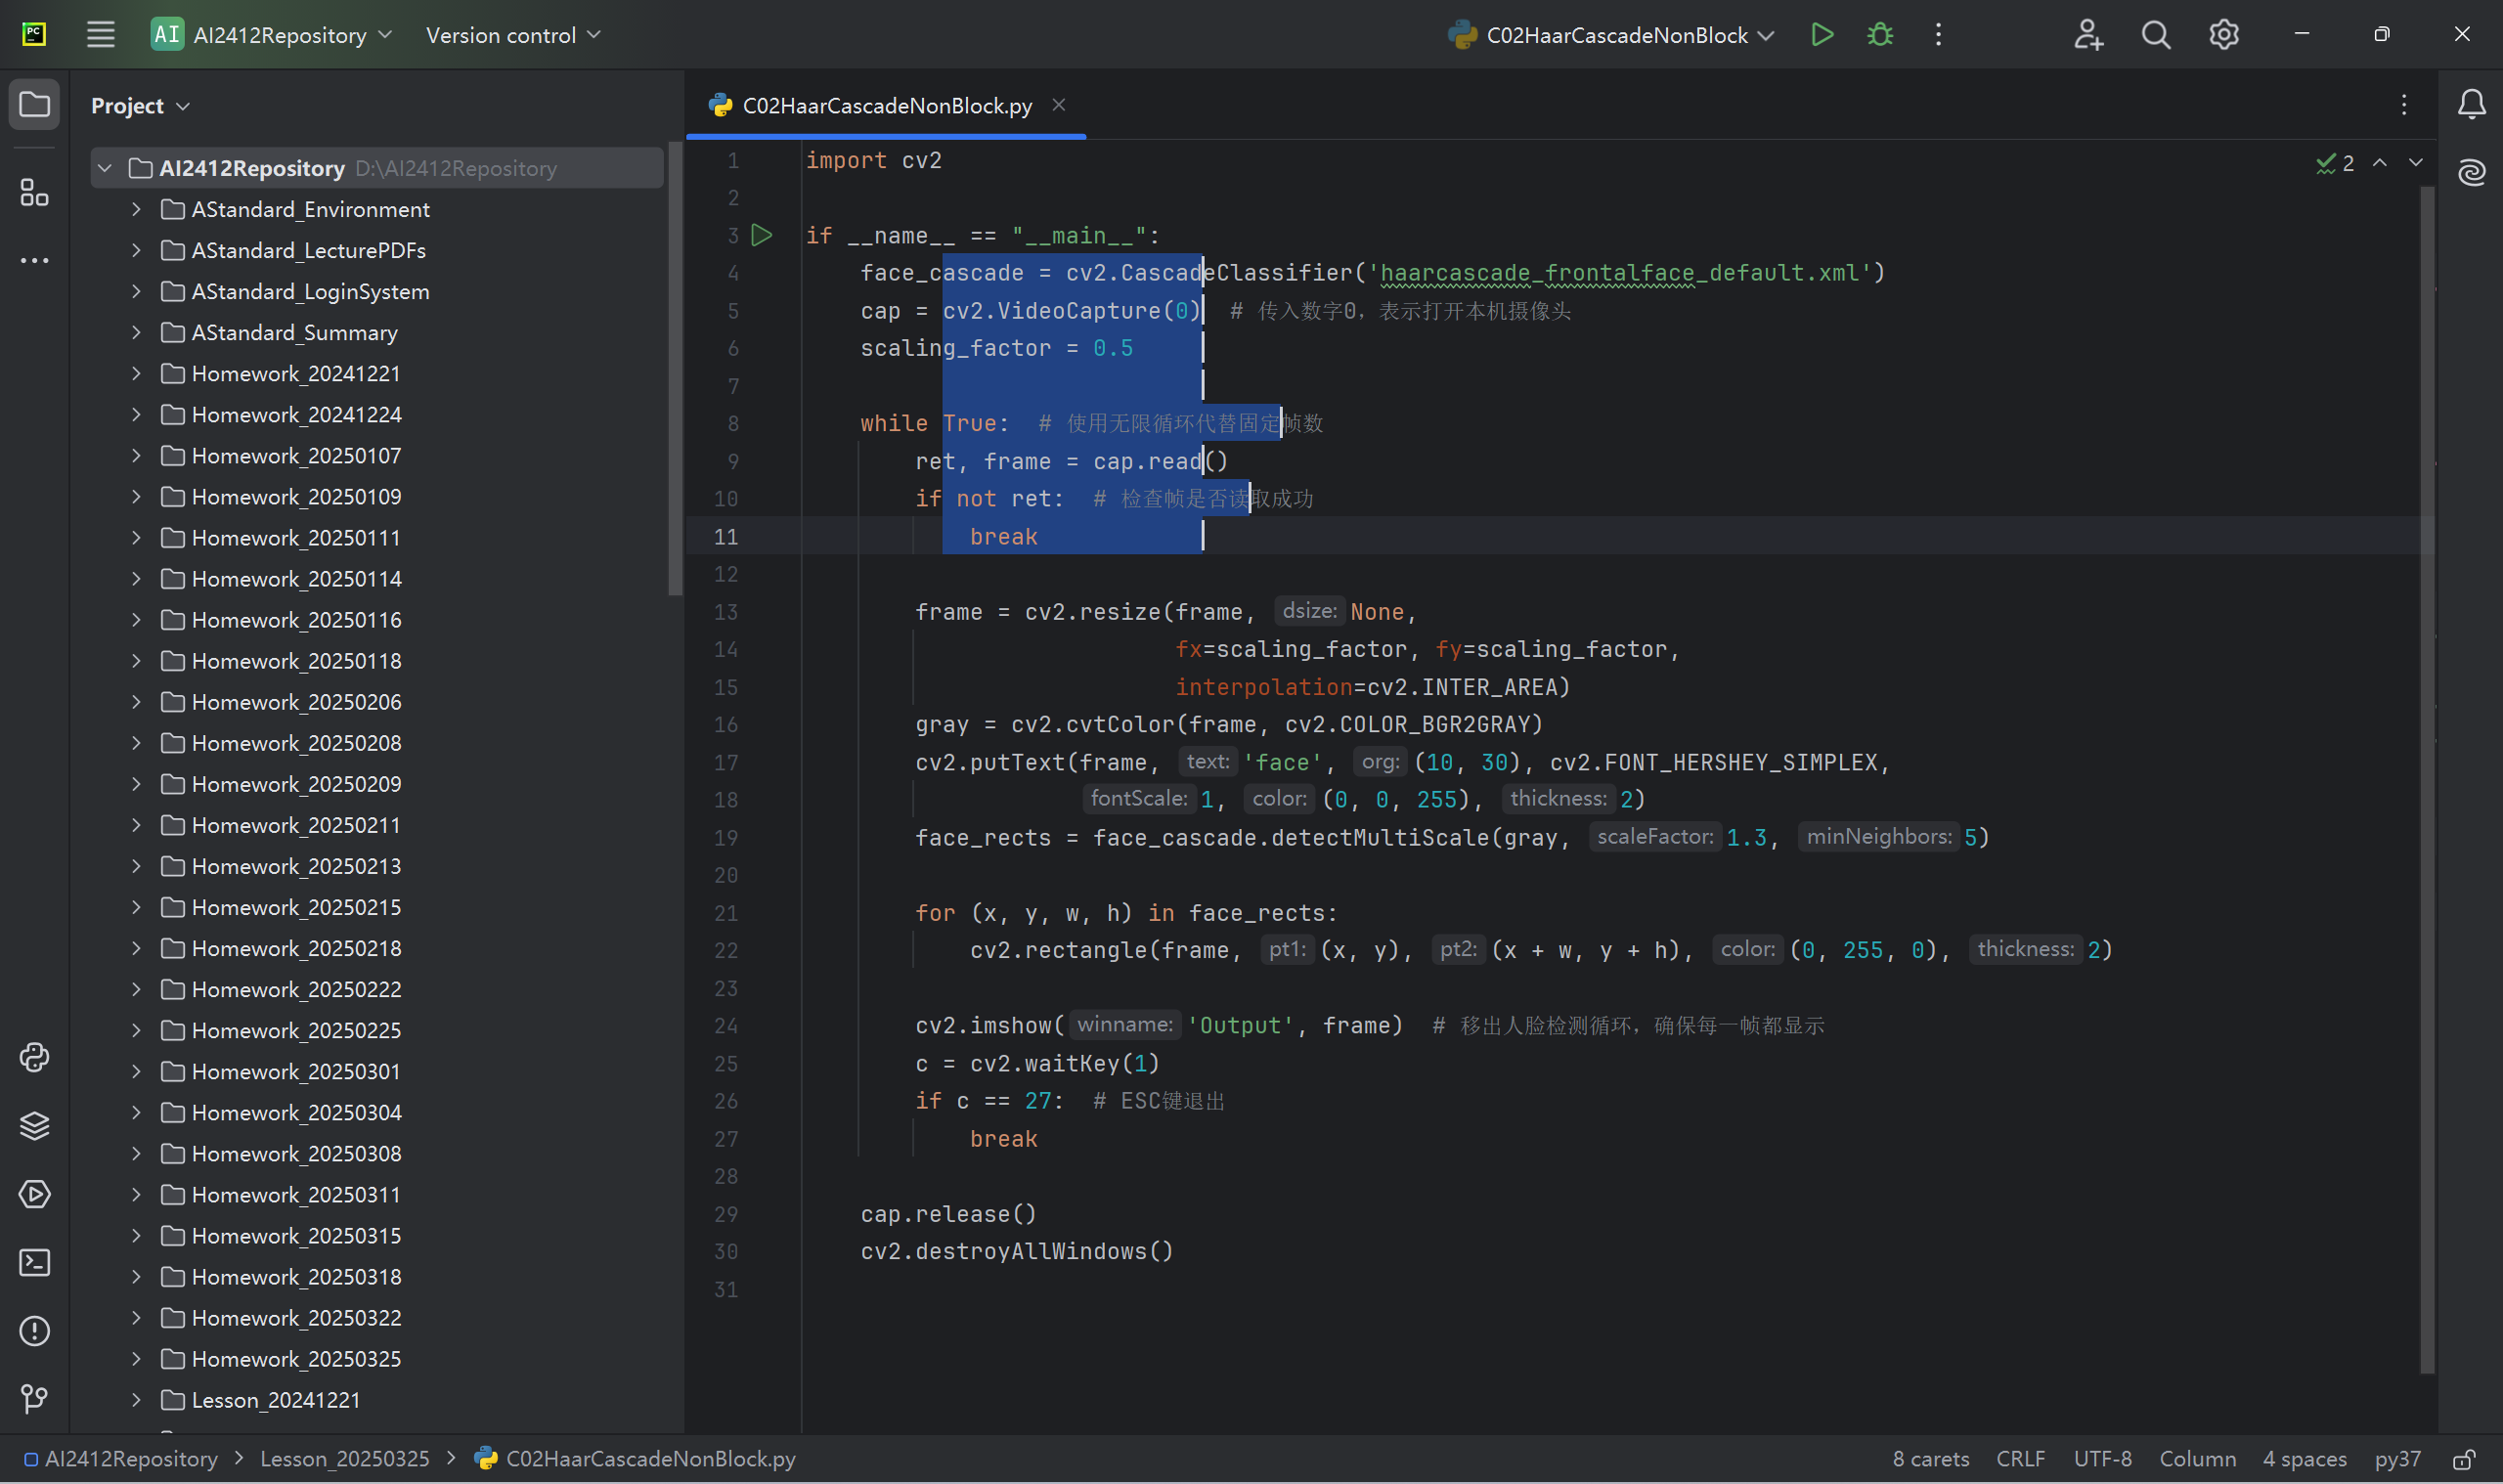 PC
AI AI2412Repository Version control C02HaarCascadeNonBlock
Project
AI2412Repository D:\AI2412Repository
AStandard_Environment
AStandard_LecturePDFs
AStandard_LoginSystem
AStandard_Summary
Homework_20241221
Homework_20241224
Homework_20250107
Homework_20250109
Homework_20250111
Homework_20250114
Homework_20250116
Homework_20250118
Homework_20250206
Homework_20250208
Homework_20250209
Homework_20250211
Homework_20250213
Homework_20250215
Homework_20250218
Homework_20250222
Homework_20250225
Homework_20250301
Homework_20250304
Homework_20250308
Homework_20250311
Homework_20250315
Homework_20250318
Homework_20250322
Homework_20250325
Lesson_20241221
C02HaarCascadeNonBlock.py
2
1 import cv2
2
3 if __name__ == "__main__":
4 face_cascade = cv2.CascadeClassifier('haarcascade_frontalface_default.xml')
5 cap = cv2.VideoCapture(0) # 传入数字0，表示打开本机摄像头
6 scaling_factor = 0.5
7
8 while True: # 使用无限循环代替固定帧数
9 ret, frame = cap.read()
10 if not ret: # 检查帧是否读取成功
11 break
12
13 frame = cv2.resize(frame, dsize: None,
14 fx=scaling_factor, fy=scaling_factor,
15 interpolation=cv2.INTER_AREA)
16 gray = cv2.cvtColor(frame, cv2.COLOR_BGR2GRAY)
17 cv2.putText(frame, text: 'face', org: (10, 30), cv2.FONT_HERSHEY_SIMPLEX,
18 fontScale: 1, color: (0, 0, 255), thickness: 2)
19 face_rects = face_cascade.detectMultiScale(gray, scaleFactor: 1.3, minNeighbors: 5)
20
21 for (x, y, w, h) in face_rects:
22 cv2.rectangle(frame, pt1: (x, y), pt2: (x + w, y + h), color: (0, 255, 0), thickness: 2)
23
24 cv2.imshow( winname: 'Output', frame) # 移出人脸检测循环，确保每一帧都显示
25 c = cv2.waitKey(1)
26 if c == 27: # ESC键退出
27 break
28
29 cap.release()
30 cv2.destroyAllWindows()
31
AI2412Repository > Lesson_20250325 > C02HaarCascadeNonBlock.py
8 carets CRLF UTF-8 Column 4 spaces py37